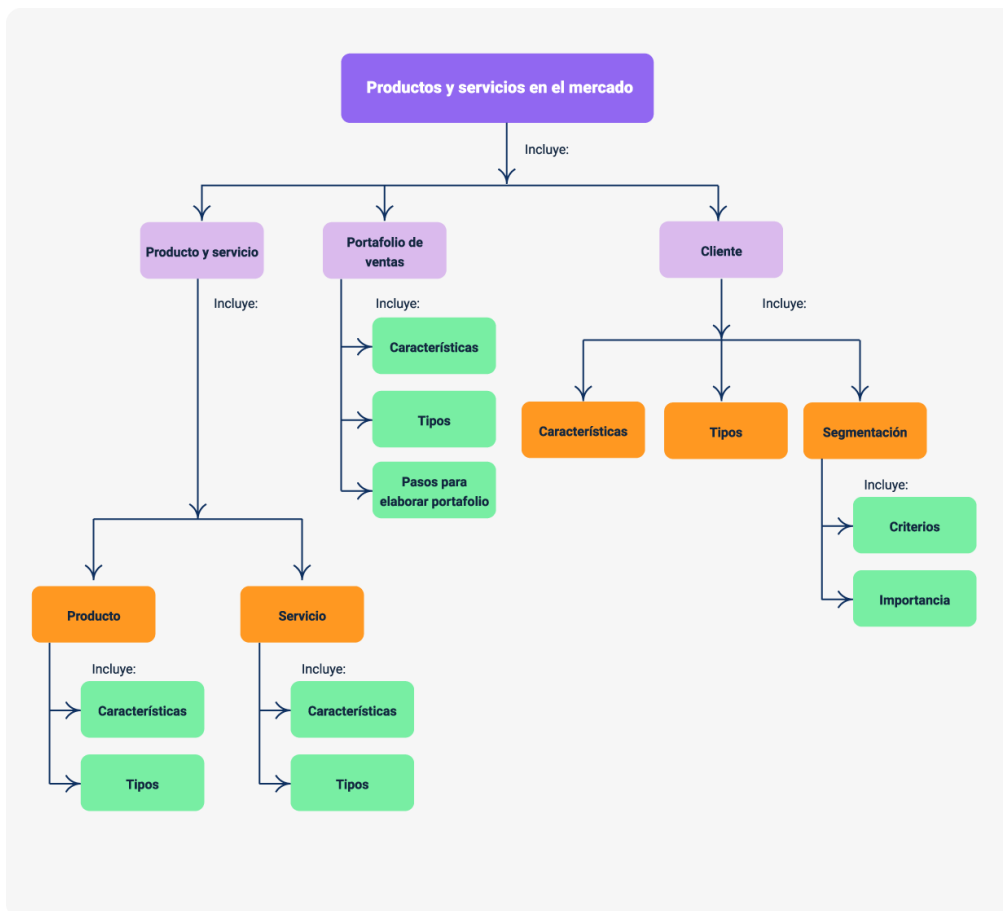 Productos y servicios en el mercado
Incluye:
Producto y servicio
Portafolio de
ventas
Cliente
Incluye:
Incluye:
Incluye:
Características
Tipos
Pasos para
elaborar portafolio
Características
Tipos
Segmentación
Incluye:
Criterios
Importancia
Producto
Servicio
Incluye:
Incluye:
Características
Características
Tipos
Tipos